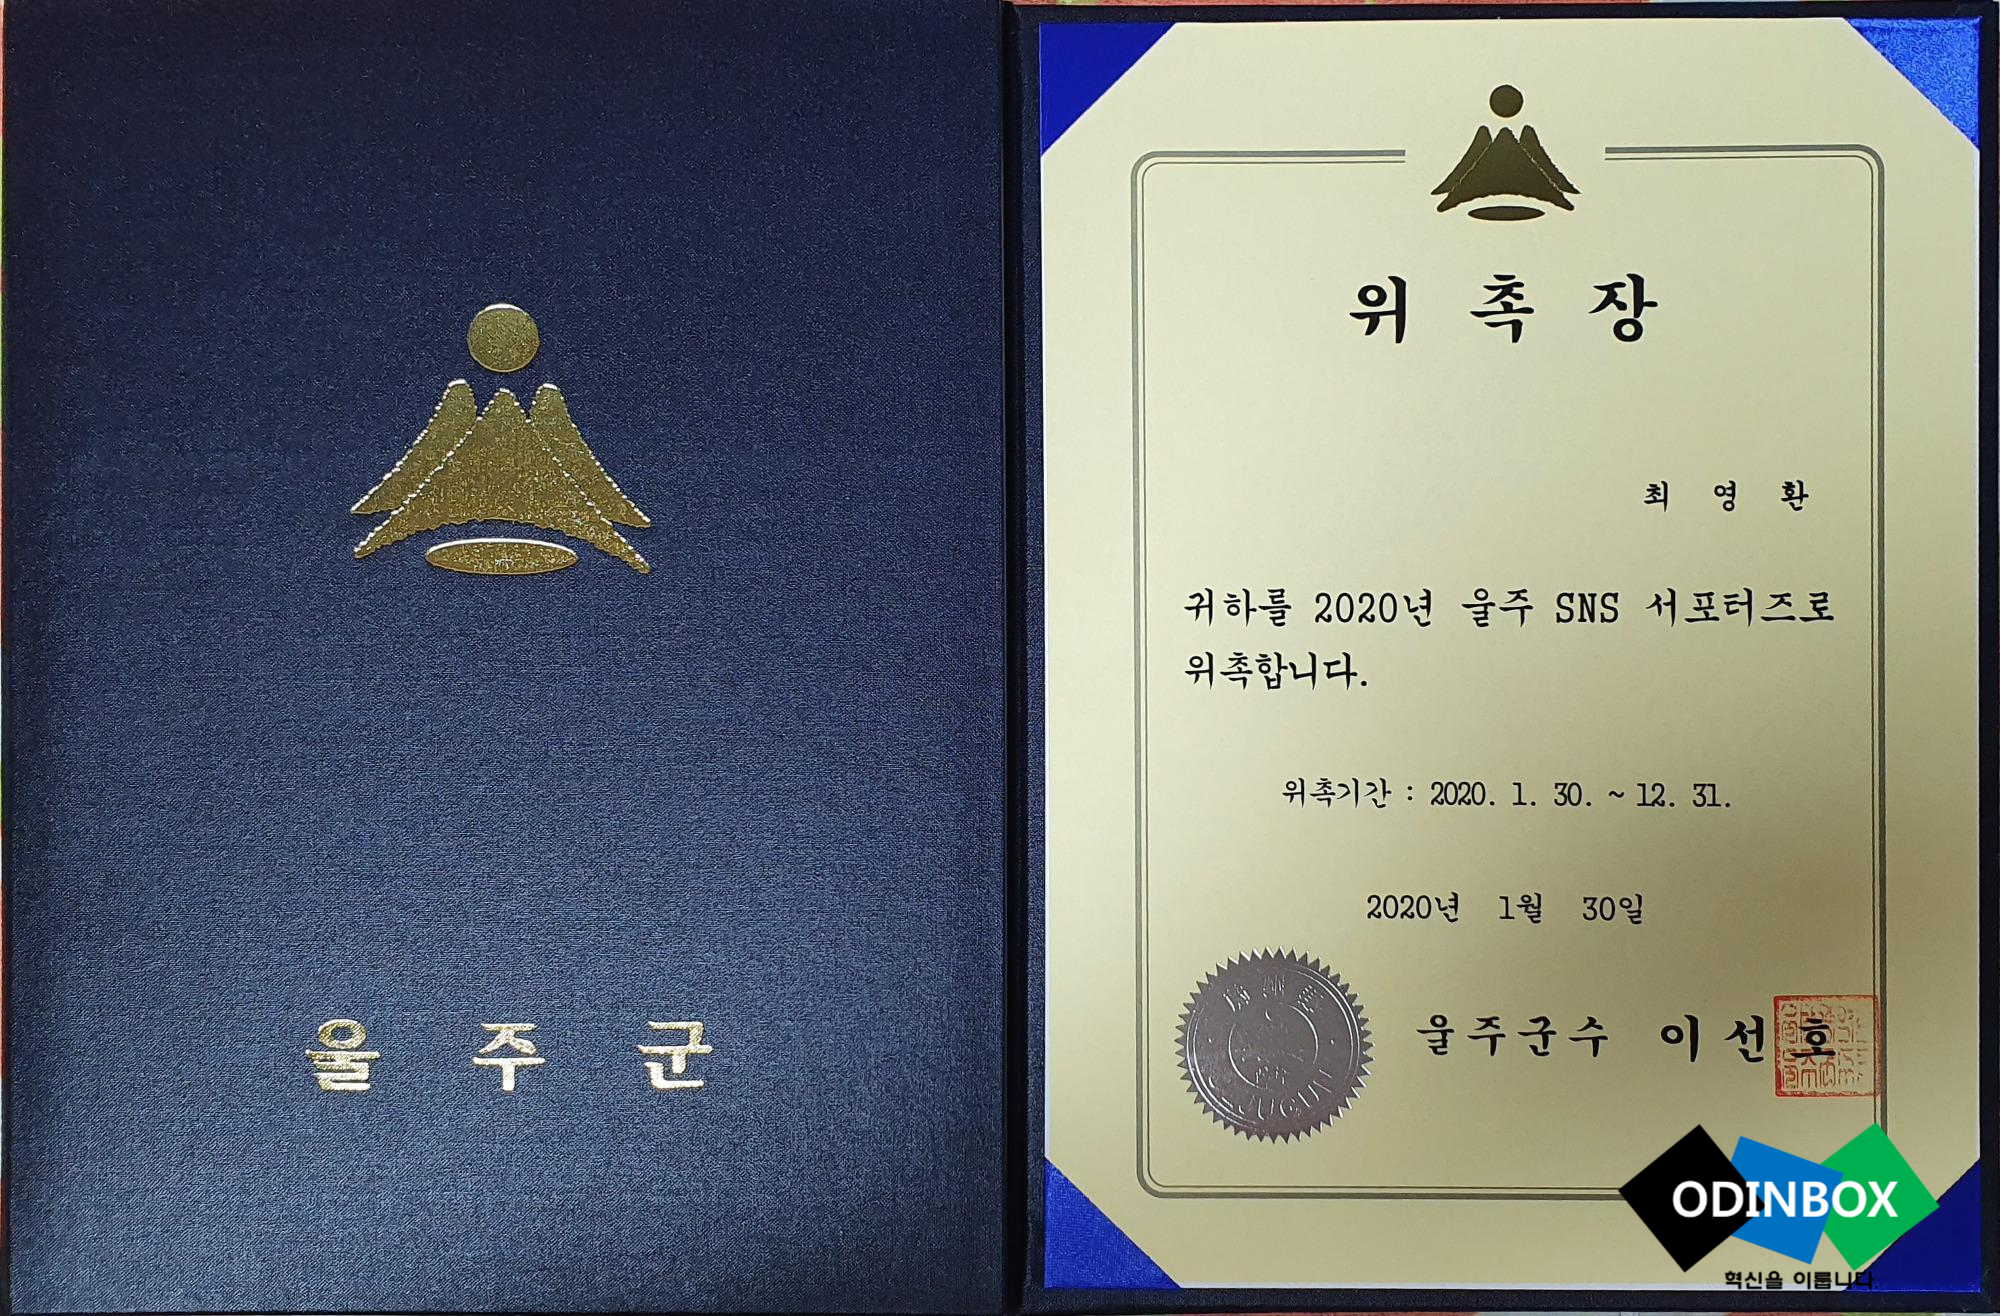 울 주 군
위 촉 장
최 영 환
귀하를 2020년 울주 SNS 서포터즈로
위촉합니다.
위촉기간 : 2020. 1. 30. ~ 12. 31.
2020년 1월 30일
울주군수 이선호
ODINBOX
혁신을 이룹니다